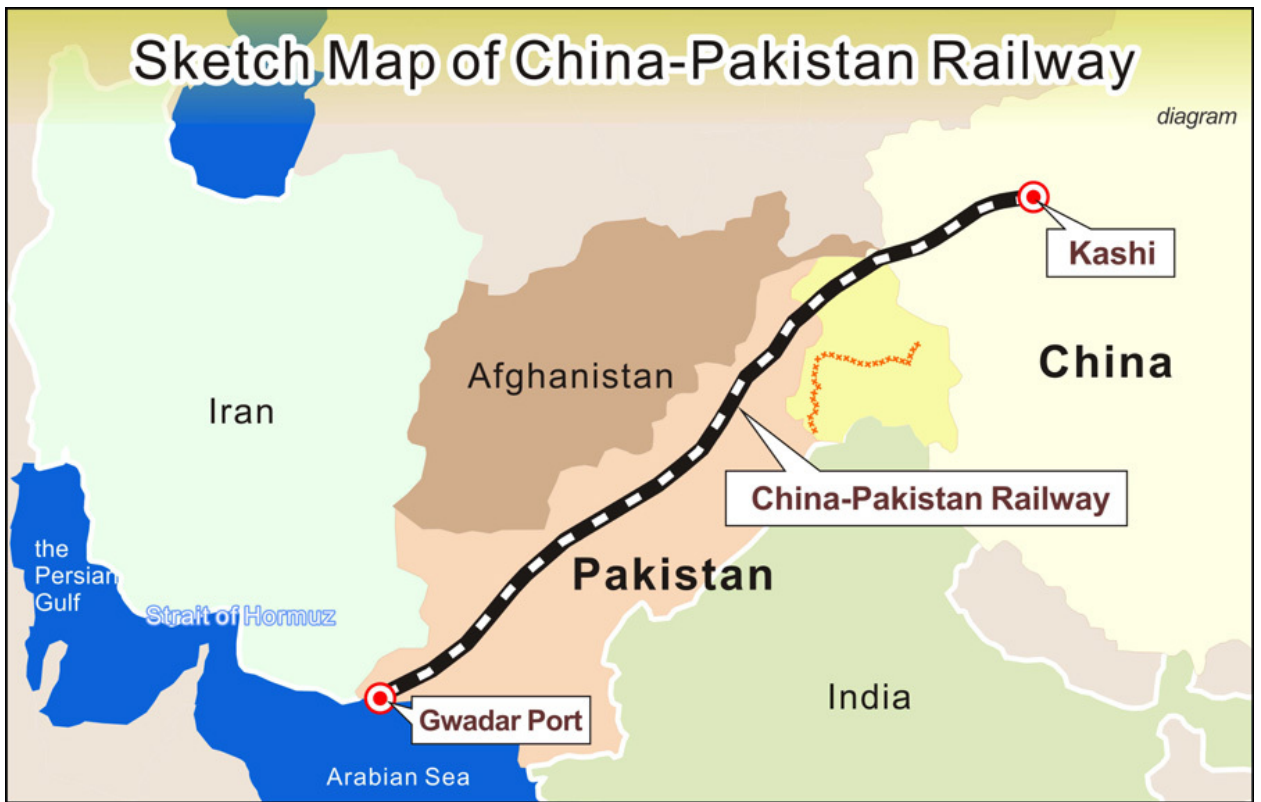 Sketch Map of China-Pakistan Railway
diagram
Kashi
China
Afghanistan
Iran
China-Pakistan Railway
the
Persian
Gulf
Pakistan
Strait of Hormuz
India
Gwadar Port
Arabian Sea